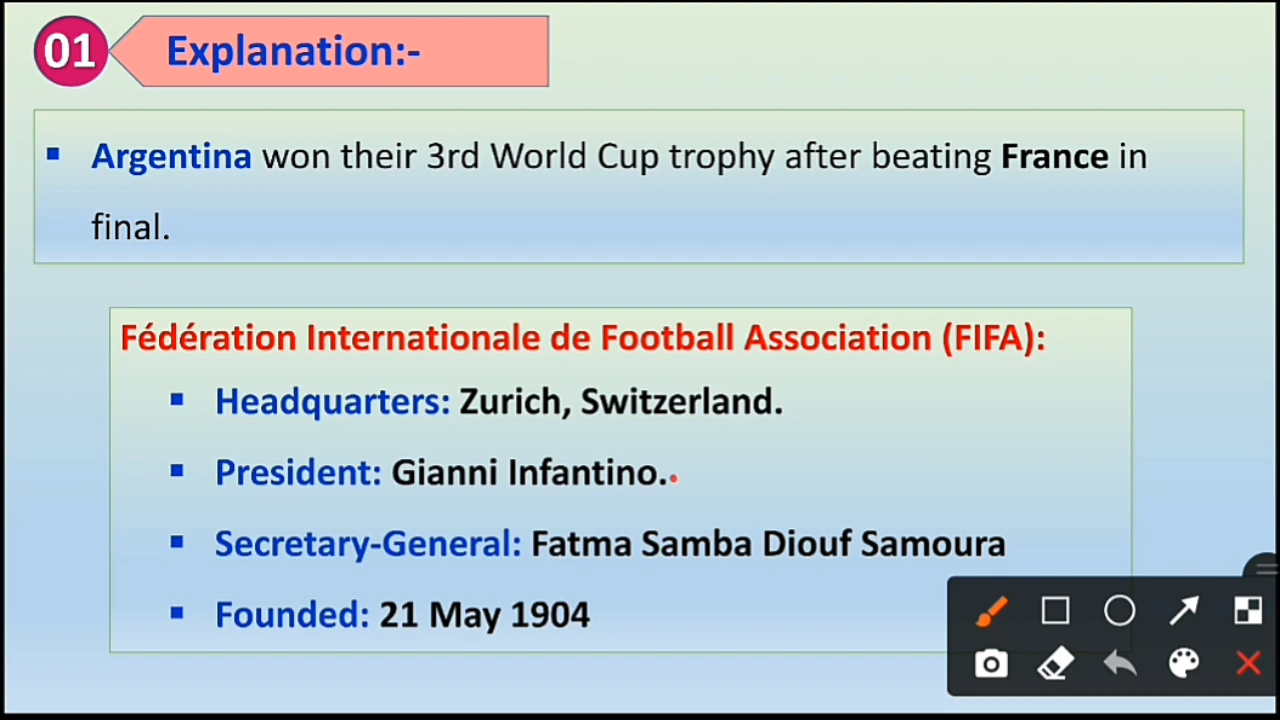 01 Explanation:-
▪ Argentina won their 3rd World Cup trophy after beating France in
final.
Fédération Internationale de Football Association (FIFA):
▪ Headquarters: Zurich, Switzerland.
▪ President: Gianni Infantino.
▪ Secretary-General: Fatma Samba Diouf Samoura
▪ Founded: 21 May 1904